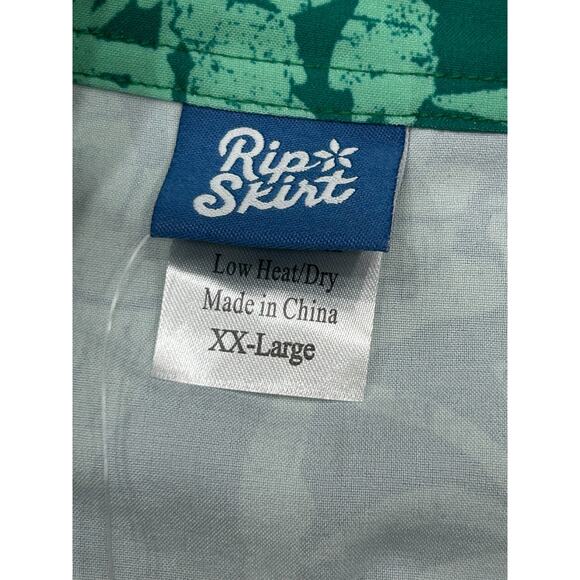 Rip
Skirt
Low Heat/Dry
Made in China
XX-Large